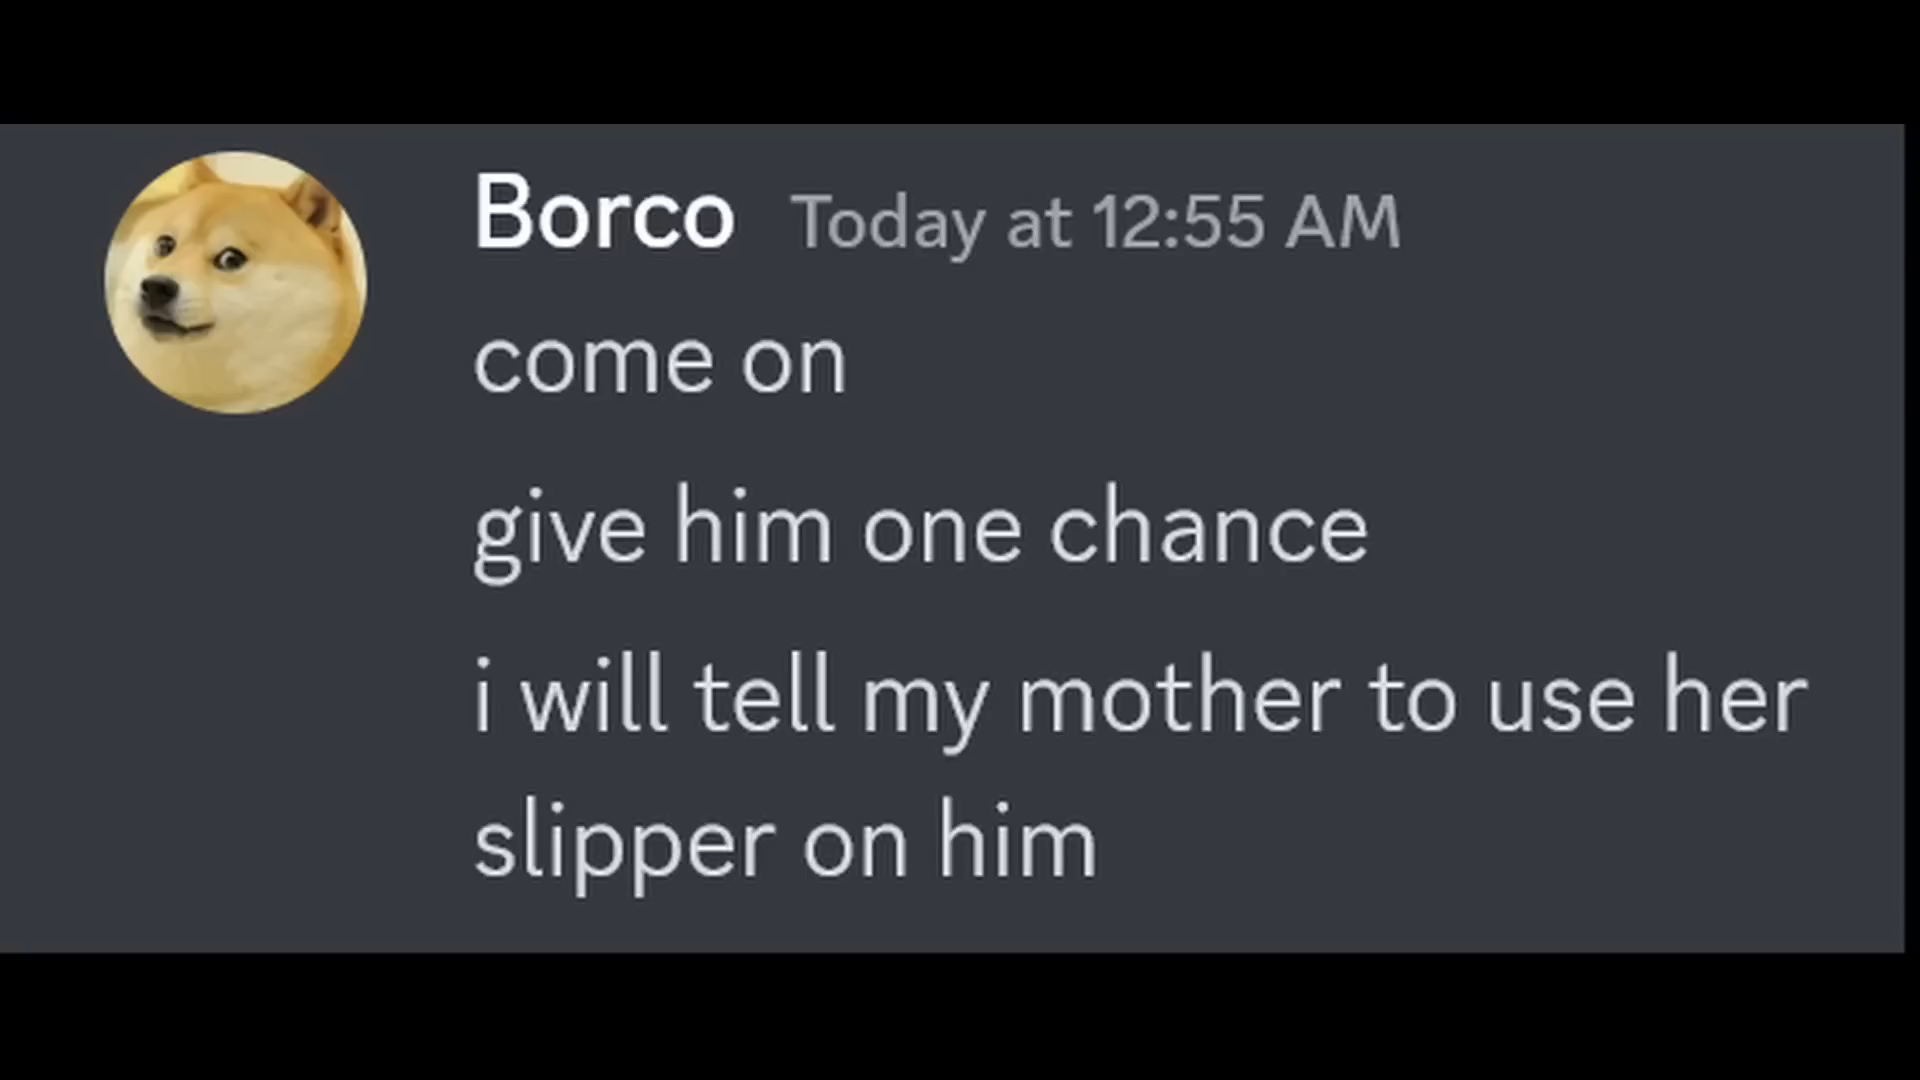 Borco Today at 12:55 AM
come on
give him one chance
i will tell my mother to use her
slipper on him